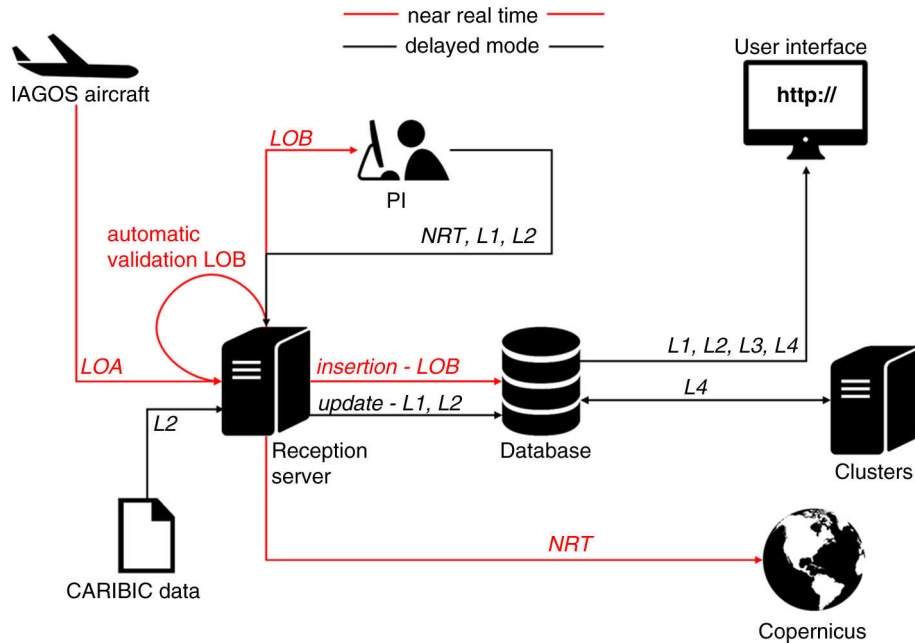 near real time
delayed mode
IAGOS aircraft
User interface
http://
LOB
PI
NRT, L1, L2
automatic
validation LOB
LOA
insertion - LOB
update - L1, L2
L1, L2, L3, L4
L4
L2
Reception
server
Database
Clusters
NRT
CARIBIC data
Copernicus